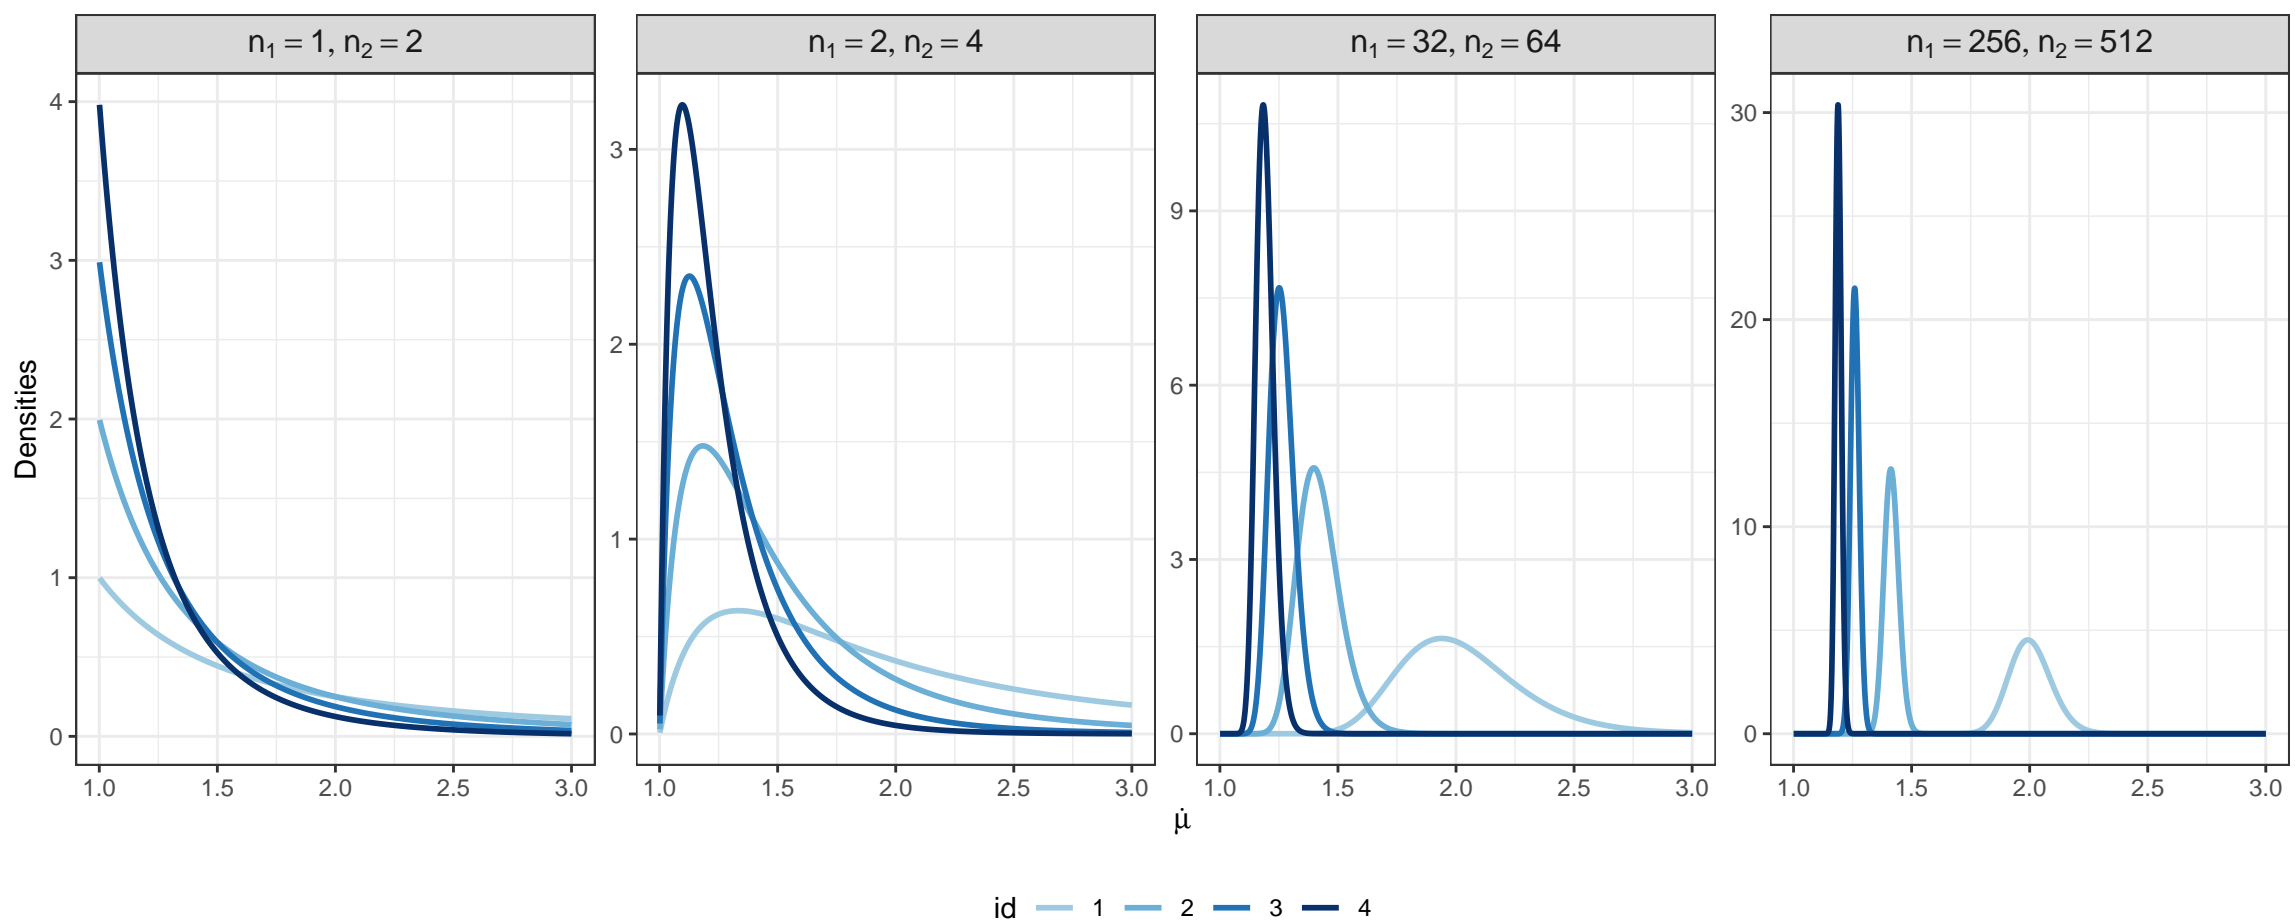 n₁ = 1, n₂ = 2
n₁ = 2, n₂ = 4
n₁ = 32, n₂ = 64
n₁ = 256, n₂ = 512
Densities
4
3
2
1
0
3
2
1
0
9
6
3
0
30
20
10
0
1.0 1.5 2.0 2.5 3.0
1.0 1.5 2.0 2.5 3.0
1.0 1.5 2.0 2.5 3.0
1.0 1.5 2.0 2.5 3.0
μ̇
id 1 2 3 4